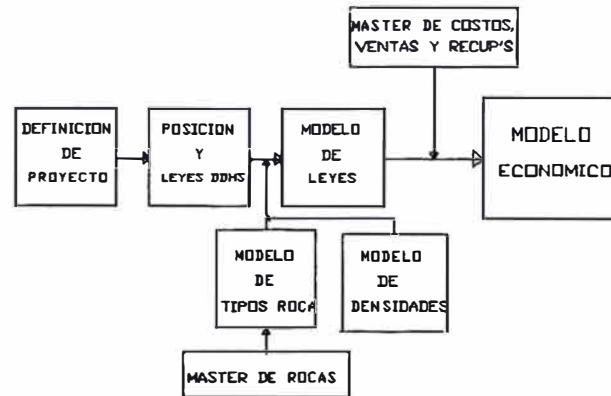 MASTER DE COSTOS,
VENTAS Y RECUP'S
DEFINICION
DE
PROYECTO
POSICION
Y
LEYES DDHS
MODELO
DE
LEYES
MODELO
ECONOMICO
MODELO
DE
TIPOS ROCA
MODELO
DE
DENSIDADES
MASTER DE ROCAS